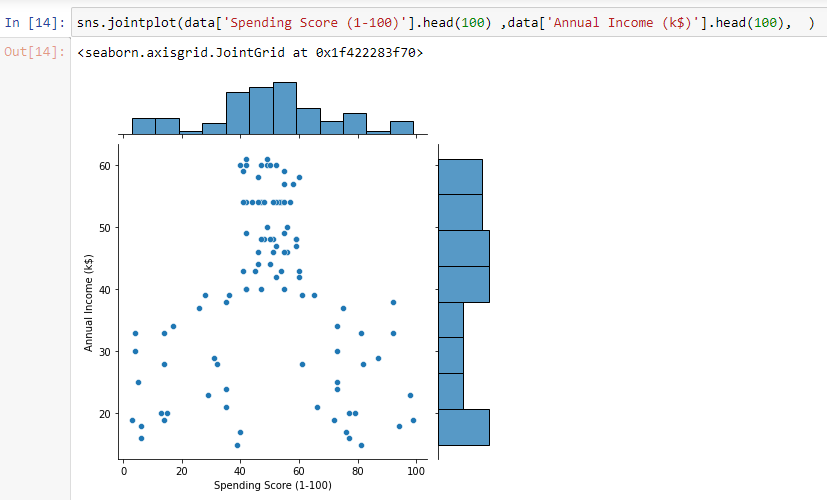 In [14]: sns.jointplot(data['Spending Score (1-100)'].head(100) ,data['Annual Income (k$)'].head(100),  )
Out[14]: <seaborn.axisgrid.JointGrid at 0x1f422283f70>
60
50
40
30
20
Annual Income (k$)
0 20 40 60 80 100
Spending Score (1-100)